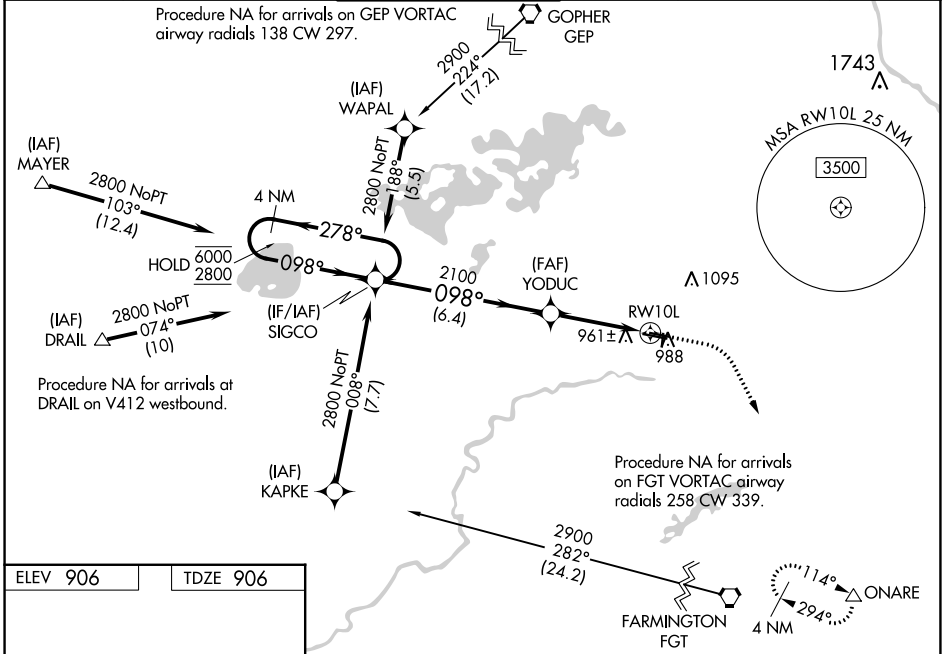 Procedure NA for arrivals on GEP VORTAC
airway radials 138 CW 297.
GOPHER
GEP
2900
224°
(17.2)
1743
(IAF)
WAPAL
MSA RW10L 25 NM
3500
(IAF)
MAYER
2800 NoPT
103°
(12.4)
2800 NoPT
188°
(5.5)
4 NM
278°
HOLD
6000
2800
098°
2100
098°
(6.4)
(FAF)
YODUC
1095
(IF/IAF)
SIGCO
RW10L
961±
988
(IAF)
DRAIL
2800 NoPT
074°
(10)
Procedure NA for arrivals at
DRAIL on V412 westbound.
2800 NoPT
008°
(7.7)
(IAF)
KAPKE
Procedure NA for arrivals
on FGT VORTAC airway
radials 258 CW 339.
2900
282°
(24.2)
FARMINGTON
FGT
114°
294°
4 NM
ONARE
ELEV 906
TDZE 906